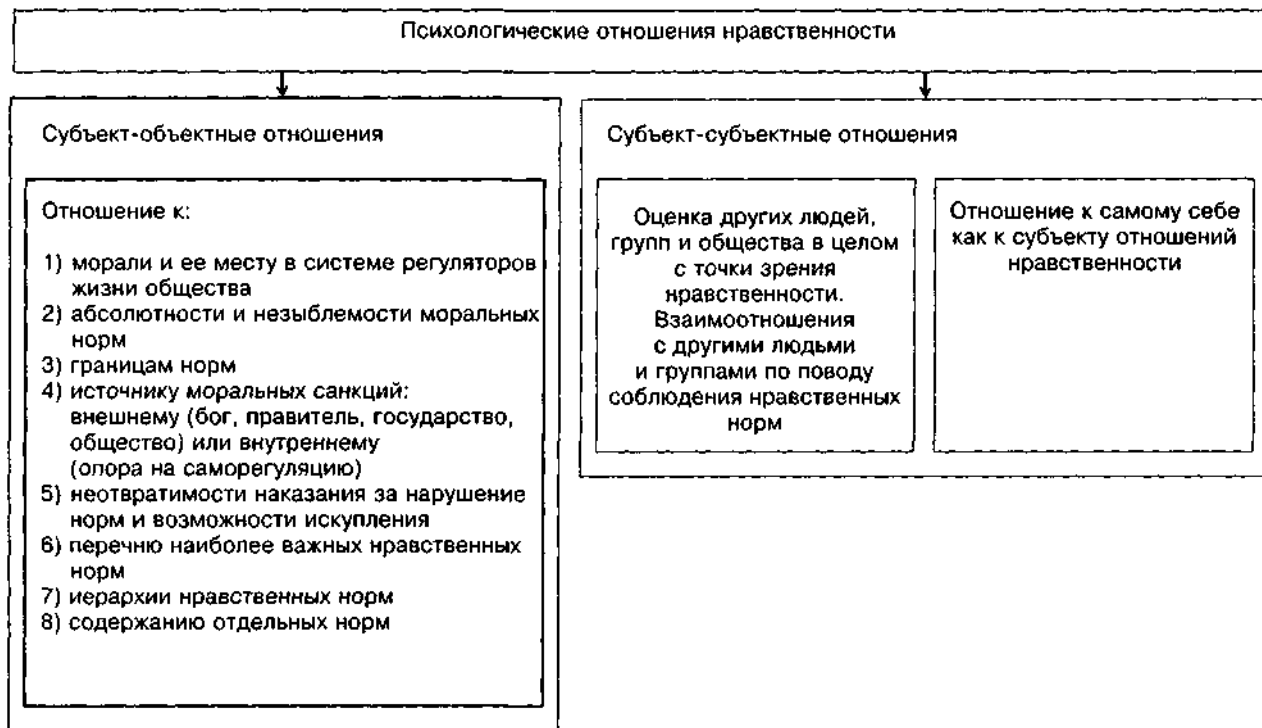 Психологические отношения нравственности
Субъект-объектные отношения
Отношение к:
1) морали и ее месту в системе регуляторов
жизни общества
2) абсолютности и незыблемости моральных
норм
3) границам норм
4) источнику моральных санкций:
внешнему (бог, правитель, государство,
общество) или внутреннему
(опора на саморегуляцию)
5) неотвратимости наказания за нарушение
норм и возможности искупления
6) перечню наиболее важных нравственных
норм
7) иерархии нравственных норм
8) содержанию отдельных норм
Субъект-субъектные отношения
Оценка других людей,
групп и общества в целом
с точки зрения
нравственности.
Взаимоотношения
с другими людьми
и группами по поводу
соблюдения нравственных
норм
Отношение к самому себе
как к субъекту отношений
нравственности